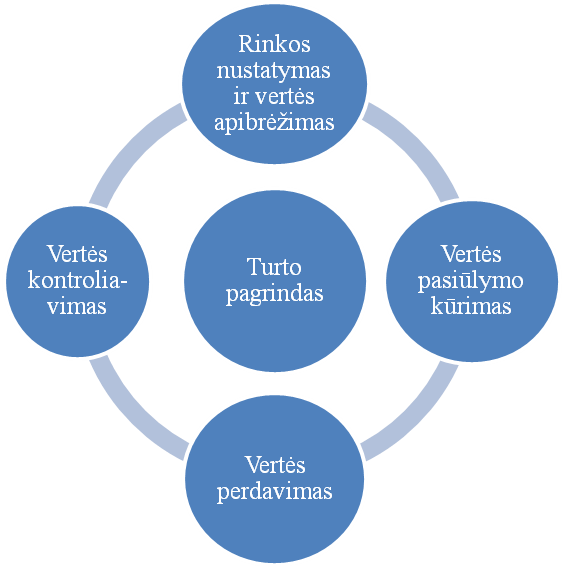 Rinkos
nustatymas
ir vertės
apibrėžimas
Vertės
kontrolia-
vimas
Turto
pagrindas
Vertės
pasiūlymo
kūrimas
Vertės
perdavimas